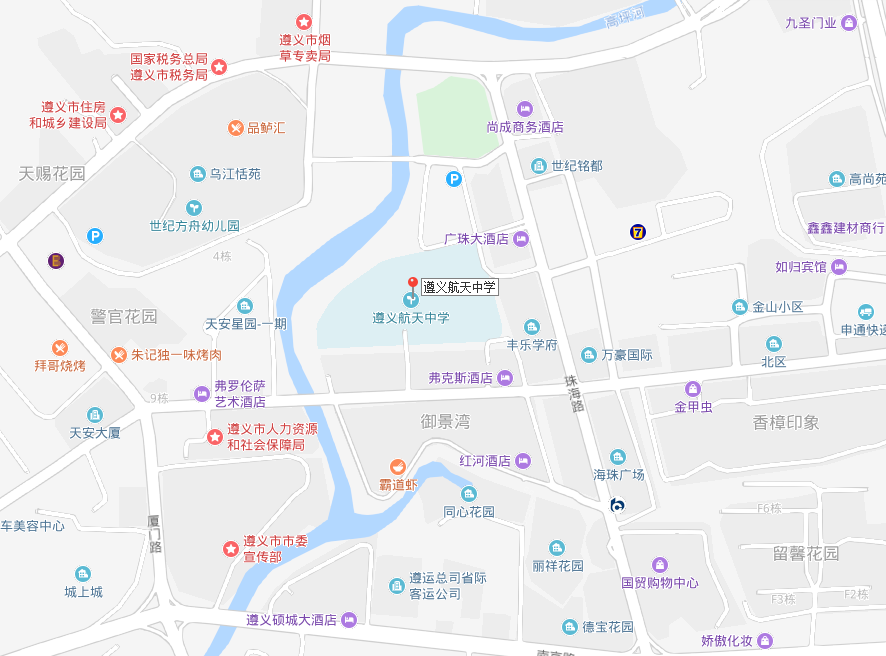 高坪河
九圣门业
遵义市烟
草专卖局
国家税务总局
遵义市税务局
遵义市住房
和城乡建设局
品鲈汇
尚成商务酒店
天赐花园
乌江恬苑
P
世纪铭都
高尚苑
世纪方舟幼儿园
P
广珠大酒店
7
鑫鑫建材商行
4栋
如归宾馆
遵义航天中学
遵义航天中学
天安星园-一期
警官花园
金山小区
申通快递
丰乐学府
拜哥烧烤
朱记独一味烤肉
万豪国际
北区
弗克斯酒店
弗罗伦萨
艺术酒店
珠海路
金甲虫
9栋
御景湾
香樟印象
天安大厦
遵义市人力资源
和社会保障局
红河酒店
海珠广场
霸道虾
同心花园
F6栋
车美容中心
厦门路
遵义市市委
宣传部
丽祥花园
留馨花园
国贸购物中心
城上城
遵运总司省际
客运公司
F3栋
F2栋
遵义硕城大酒店
德宝花园
娇傲化妆